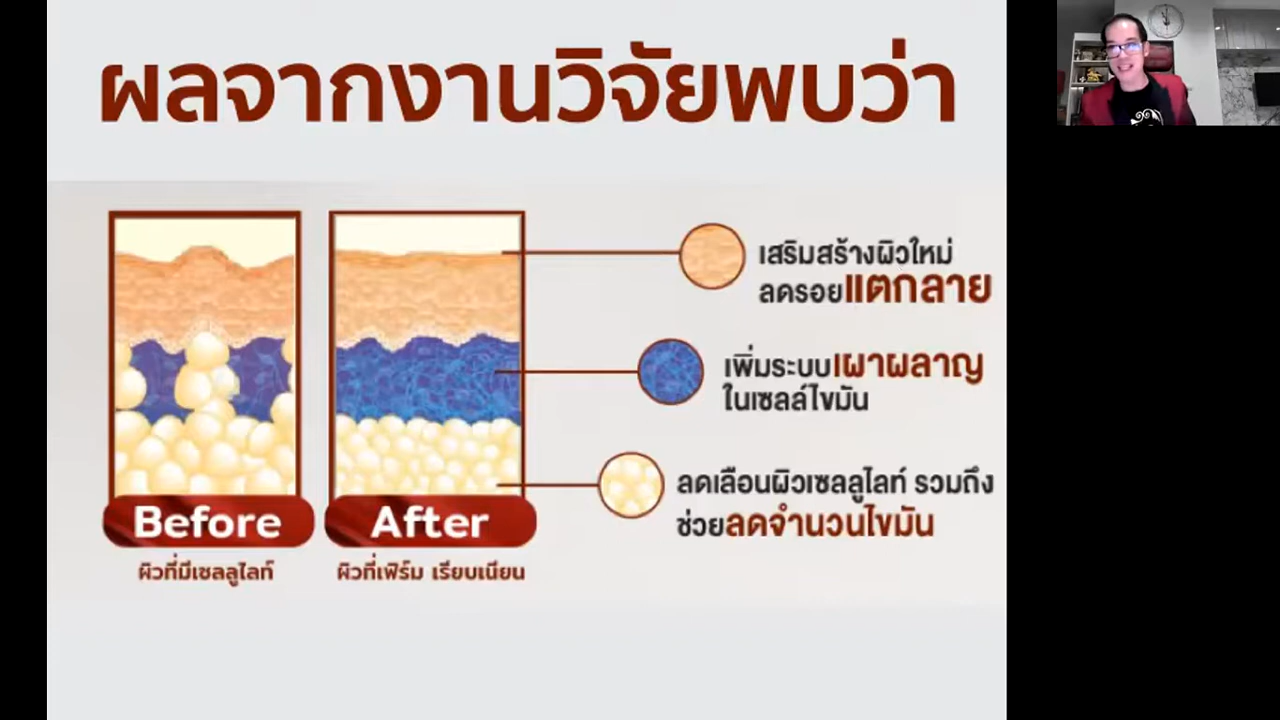 ผลจากงานวิจัยพบว่า
เสริมสร้างผิวใหม่
ลดรอยแตกลาย
เพิ่มระบบเผาผลาญ
ในเซลล์ไขมัน
ลดเลือนผิวเซลลูไลท์ รวมถึง
ช่วยลดจำนวนไขมัน
Before
After
ผิวที่มีเซลลูไลท์
ผิวที่เฟิร์ม เรียบเนียน